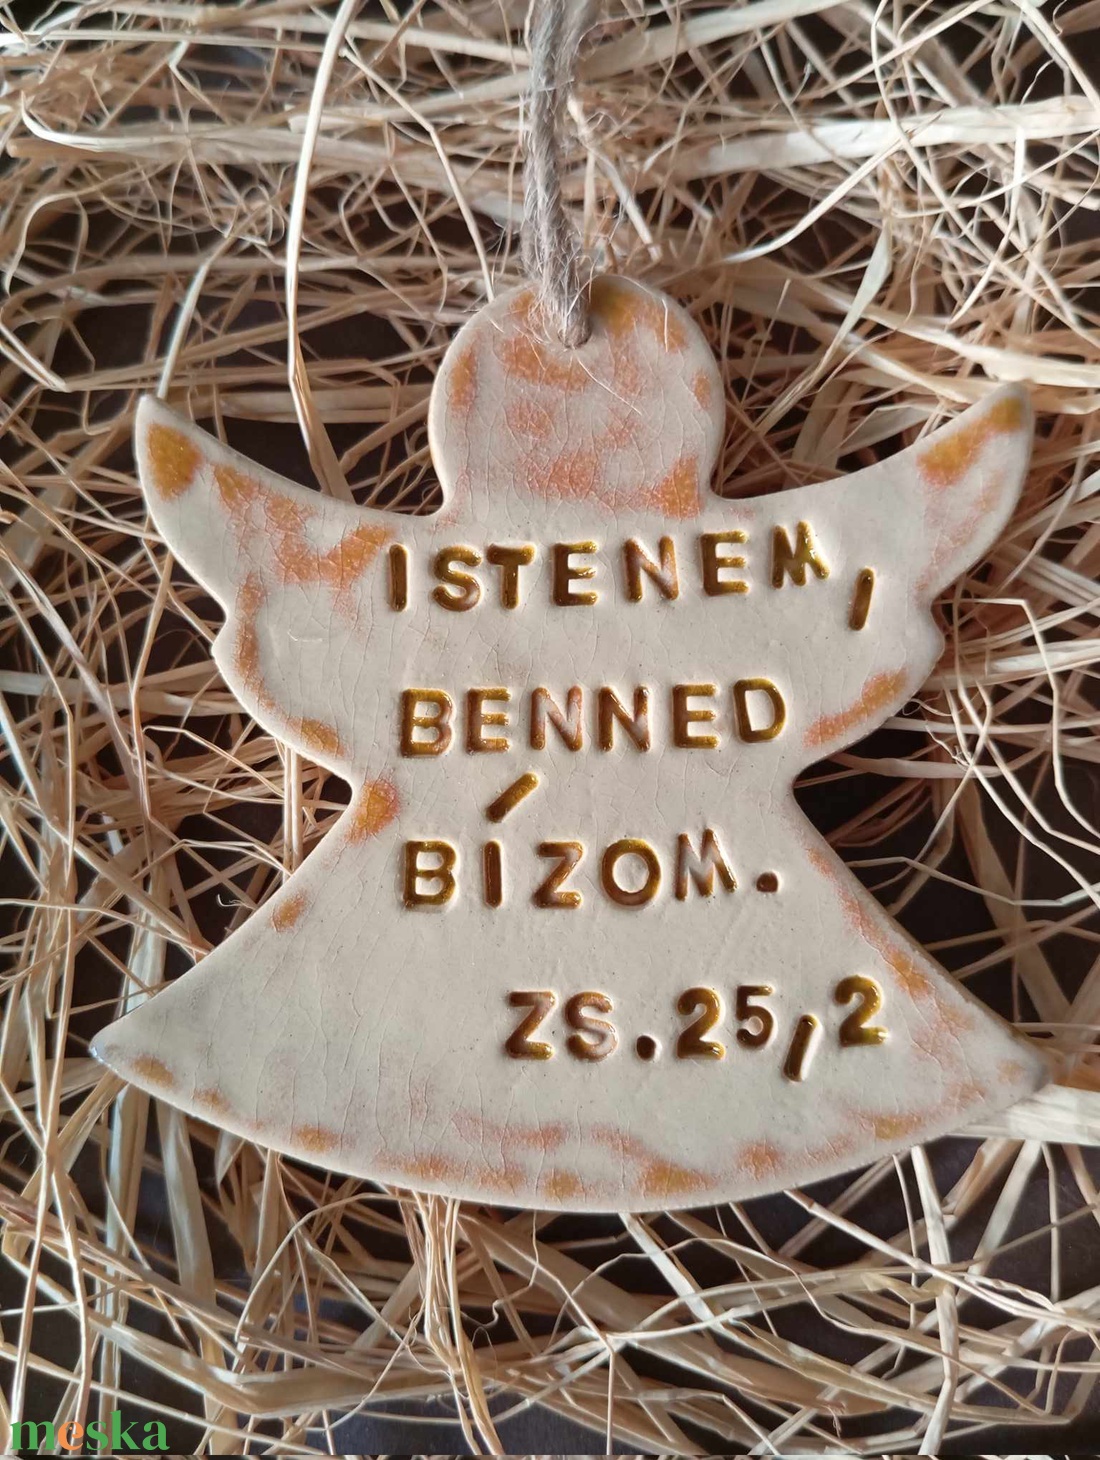 ISTENEM,
BENNED
BÍZOM.
ZS.25,2
meska